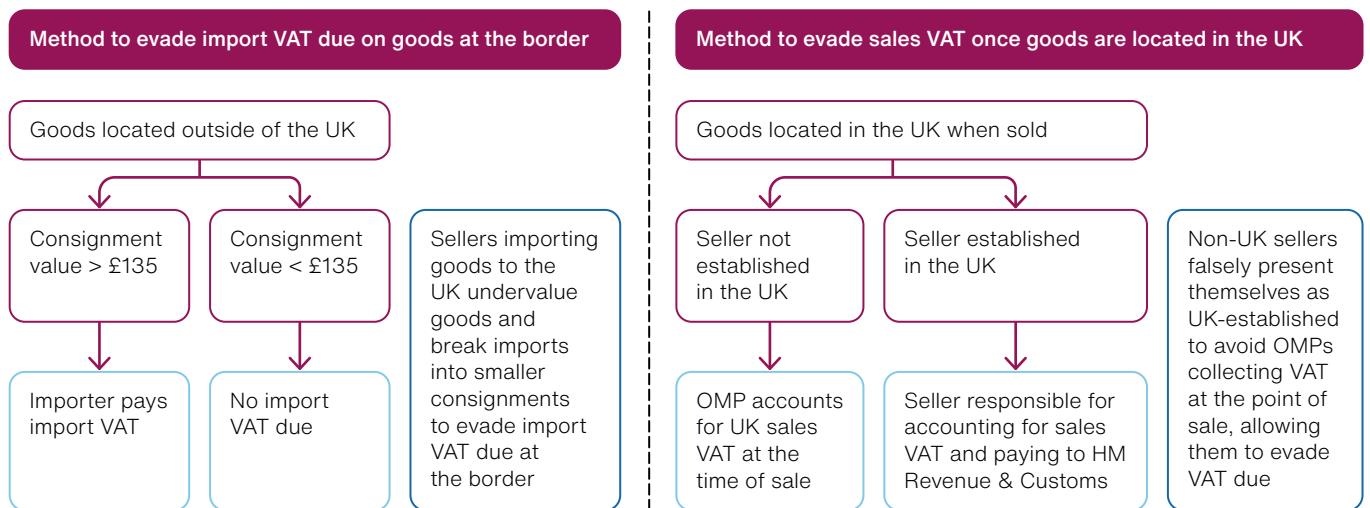 Method to evade import VAT due on goods at the border
Goods located outside of the UK
Consignment
value > £135
Consignment
value < £135
Importer pays
import VAT
No import
VAT due
Sellers importing
goods to the
UK undervalue
goods and
break imports
into smaller
consignments
to evade import
VAT due at
the border
Method to evade sales VAT once goods are located in the UK
Goods located in the UK when sold
Seller not
established
in the UK
Seller established
in the UK
OMP accounts
for UK sales
VAT at the
time of sale
Seller responsible for
accounting for sales
VAT and paying to HM
Revenue & Customs
Non-UK sellers
falsely present
themselves as
UK-established
to avoid OMPs
collecting VAT
at the point of
sale, allowing
them to evade
VAT due